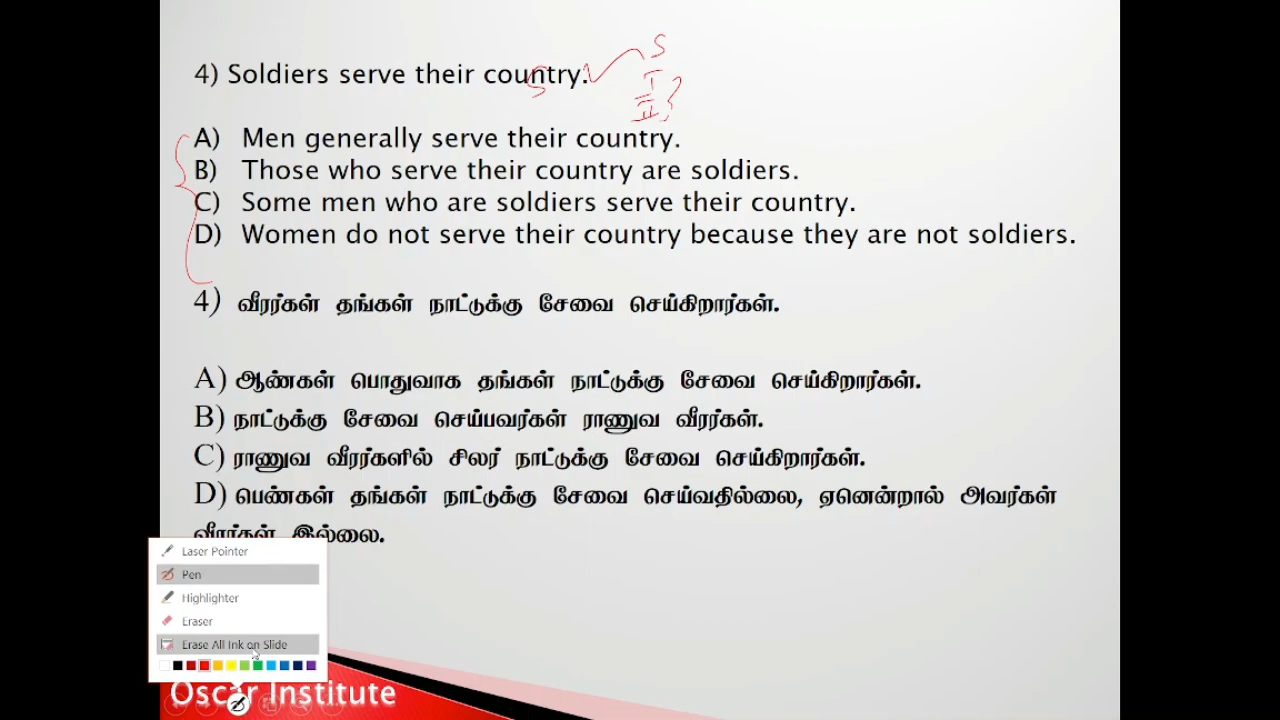 4) Soldiers serve their country.
S
S
I
II
A) Men generally serve their country.
B) Those who serve their country are soldiers.
C) Some men who are soldiers serve their country.
D) Women do not serve their country because they are not soldiers.
4) வீரர்கள் தங்கள் நாட்டுக்கு சேவை செய்கிறார்கள்.
A) ஆண்கள் பொதுவாக தங்கள் நாட்டுக்கு சேவை செய்கிறார்கள்.
B) நாட்டுக்கு சேவை செய்பவர்கள் ராணுவ வீரர்கள்.
C) ராணுவ வீரர்களில் சிலர் நாட்டுக்கு சேவை செய்கிறார்கள்.
D) பெண்கள் தங்கள் நாட்டுக்கு சேவை செய்வதில்லை, ஏனென்றால் அவர்கள்
வீரர்கள் இல்லை.
Laser Pointer
Pen
Highlighter
Eraser
Erase All Ink on Slide
Oscar Institute